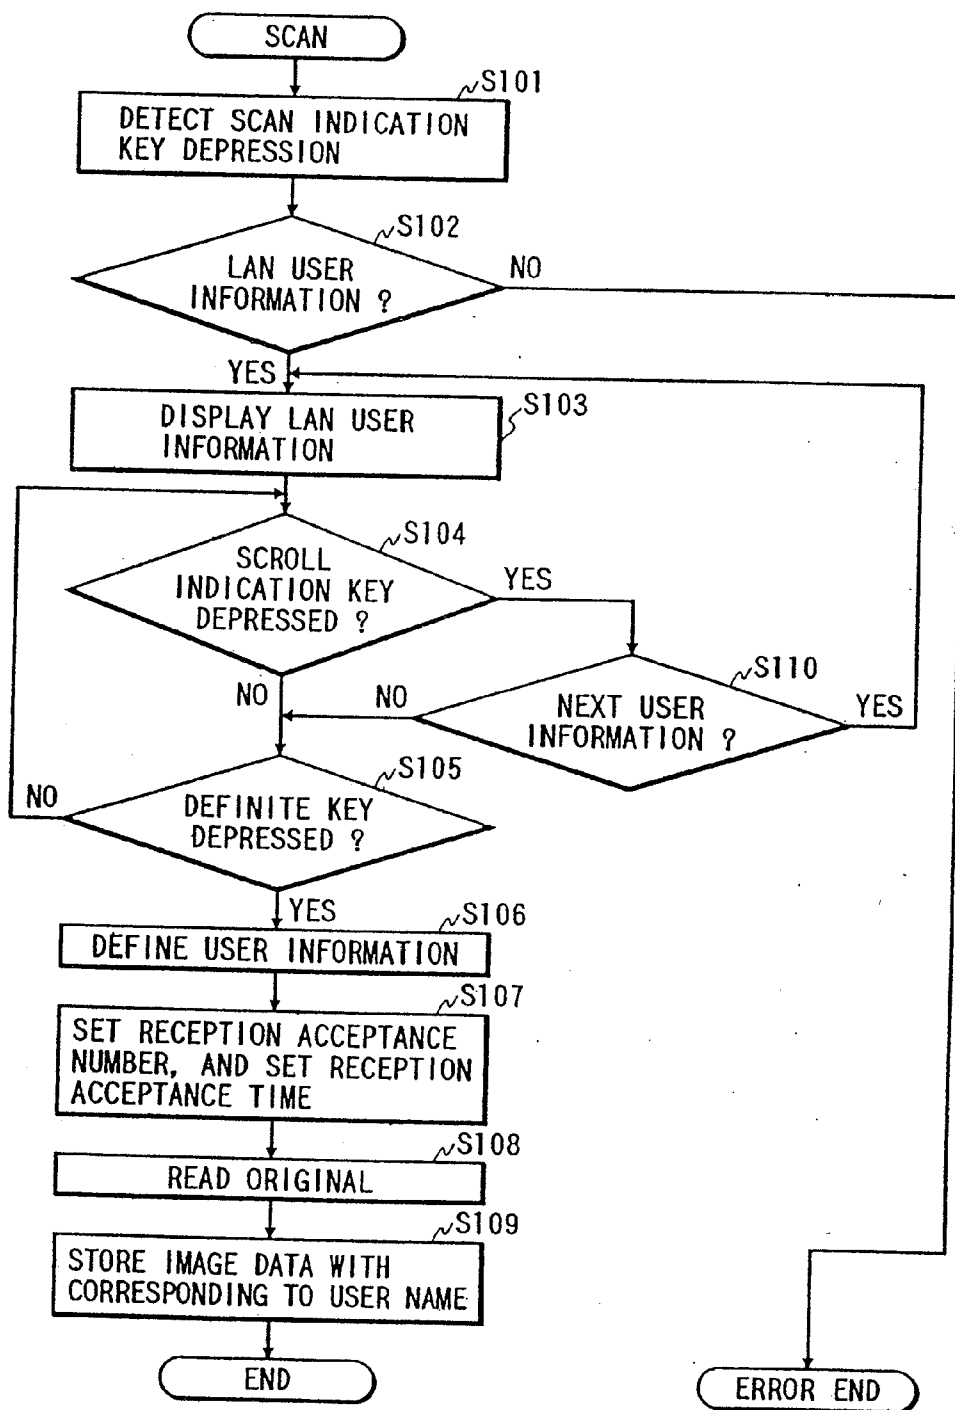 SCAN
S101
DETECT SCAN INDICATION
KEY DEPRESSION
S102
LAN USER
INFORMATION ?
NO
YES
S103
DISPLAY LAN USER
INFORMATION
S104
SCROLL
INDICATION KEY
DEPRESSED ?
YES
NO
S110
NEXT USER
INFORMATION ?
NO
YES
S105
DEFINITE KEY
DEPRESSED ?
NO
YES
S106
DEFINE USER INFORMATION
S107
SET RECEPTION ACCEPTANCE
NUMBER, AND SET RECEPTION
ACCEPTANCE TIME
S108
READ ORIGINAL
S109
STORE IMAGE DATA WITH
CORRESPONDING TO USER NAME
END
ERROR END